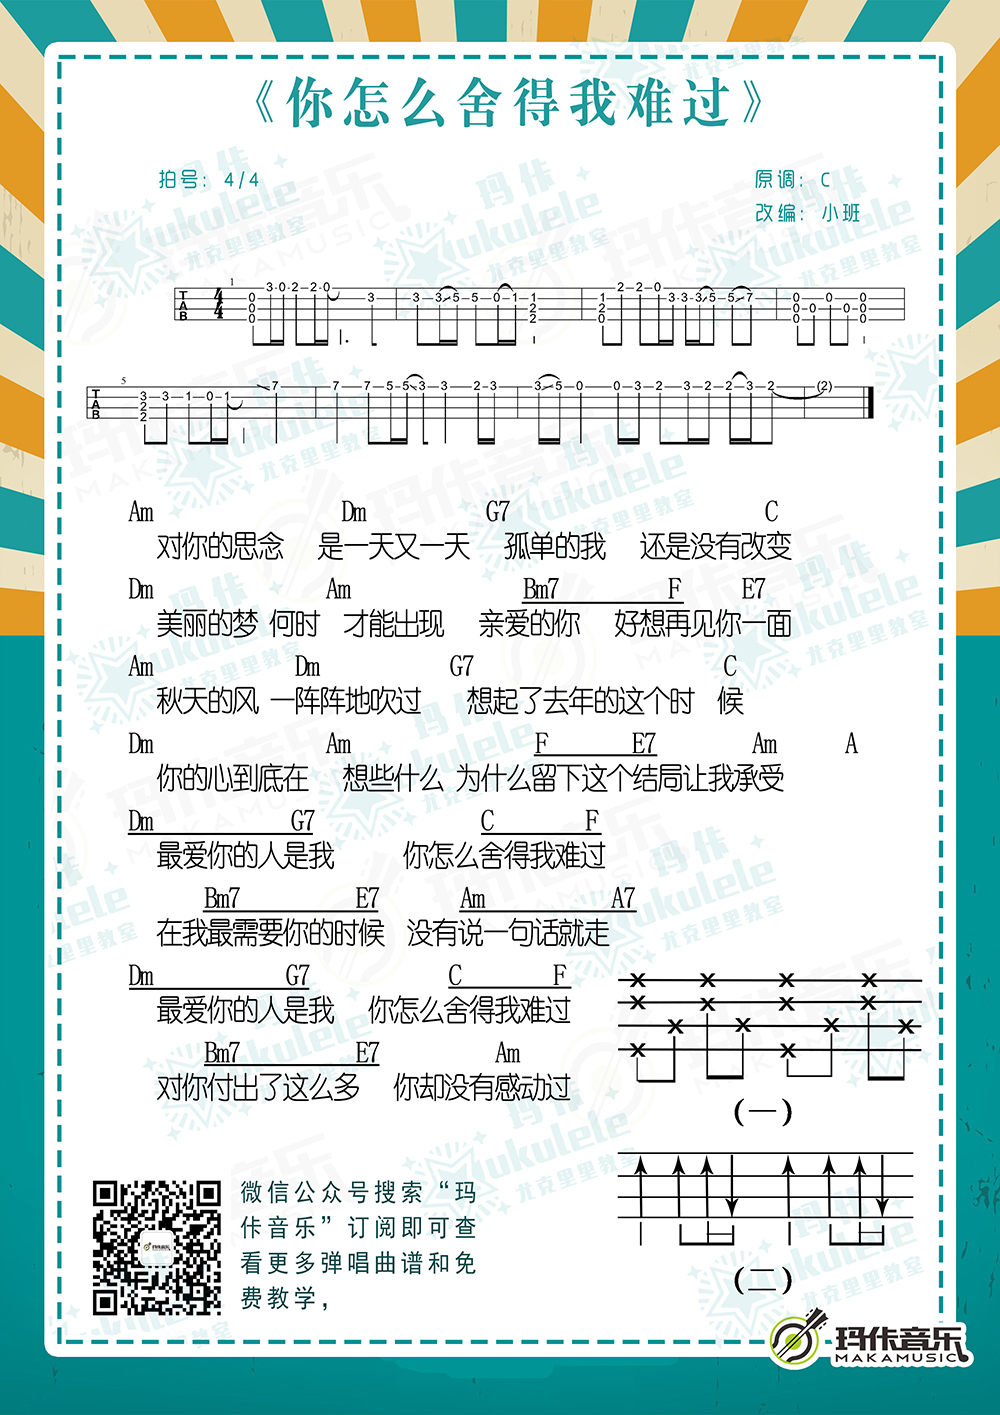 《你怎么舍得我难过》
拍号：4/4
原调：C
改编：小班
Am Dm G7 C
对你的思念 是一天又一天 孤单的我 还是没有改变
Dm Am Bm7 F E7
美丽的梦 何时 才能出现 亲爱的你 好想再见你一面
Am Dm G7 C
秋天的风 一阵阵地吹过 想起了去年的这个时 候
Dm Am F E7 Am A
你的心到底在 想些什么 为什么留下这个结局让我承受
Dm G7 C F
最爱你的人是我 你怎么舍得我难过
Bm7 E7 Am A7
在我最需要你的时候 没有说一句话就走
Dm G7 C F
最爱你的人是我 你怎么舍得我难过
Bm7 E7 Am
对你付出了这么多 你却没有感动过
(一)
(二)
微信公众号搜索“玛
佧音乐”订阅即可查
看更多弹唱曲谱和免
费教学，
玛佧音乐
MAKAMUSIC